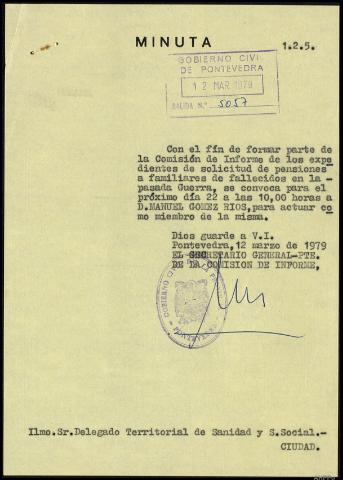 MINUTA
1.2.5.
GOBIERNO CIVIL
DE PONTEVEDRA
12 MAR 1979
SALIDA N.º 5057
Con el fin de formar parte de
la Comisión de Informe de los expe
dientes de solicitud de pensiones
a familiares de fallecidos en la -
pasada Guerra, se convoca para el
próximo día 22 a las 10,00 horas a
D.MANUEL GOMEZ RIOS, para actuar co
mo miembro de la misma.
Dios guarde a V.I.
Pontevedra, 12 marzo de 1979
EL SECRETARIO GENERAL-PTE.
DE LA COMISION DE INFORME,
GOBIERNO CIVIL
PONTEVEDRA
Ilmo.Sr.Delegado Territorial de Sanidad y S.Social.-
CIUDAD.